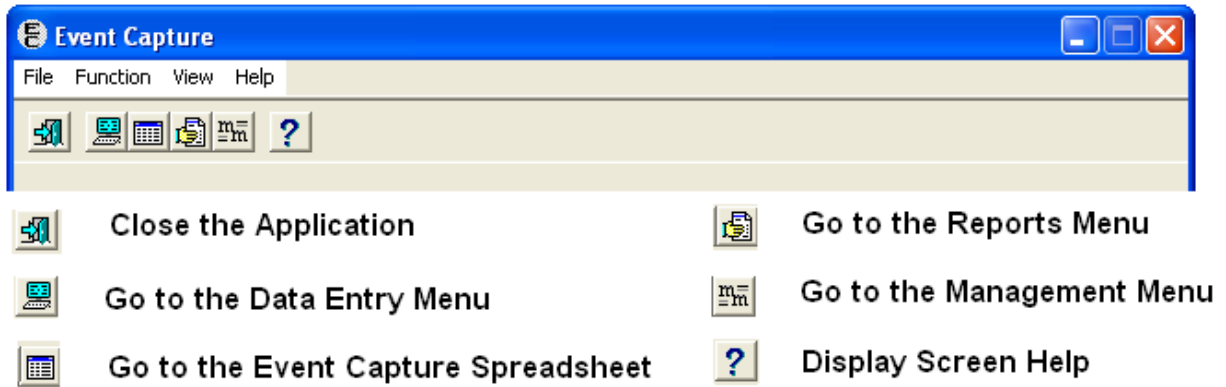 Event Capture
File Function View Help
Close the Application
Go to the Reports Menu
Go to the Data Entry Menu
Go to the Management Menu
Go to the Event Capture Spreadsheet
? Display Screen Help